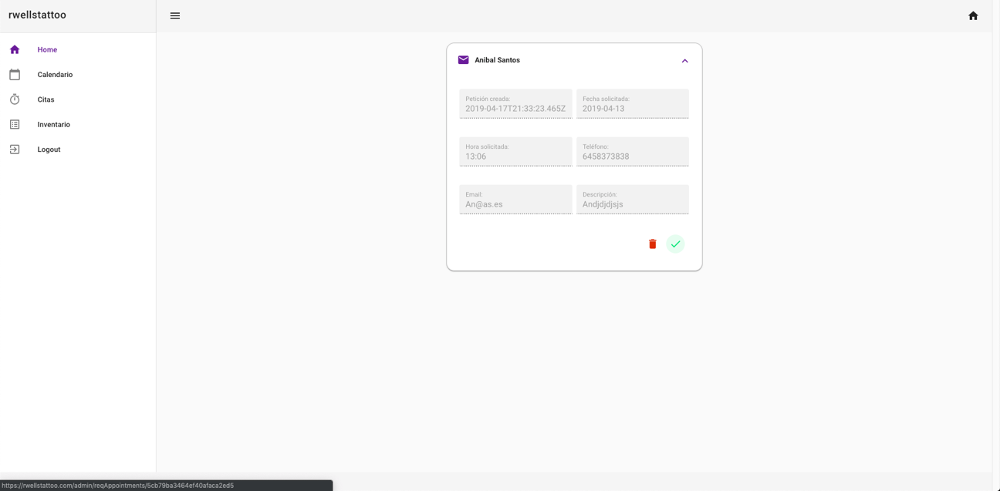 rwellstattoo
Home
Calendario
Citas
Inventario
Logout
Anibal Santos
Petición creada:
2019-04-17T21:33:23.465Z
Fecha solicitada:
2019-04-13
Hora solicitada:
13:06
Teléfono:
6458373838
Email:
An@as.es
Descripción:
Andjdjdjsjs
https://rwellstattoo.com/admin/reqAppointments/5cb79ba3464ef40afaca2ed5